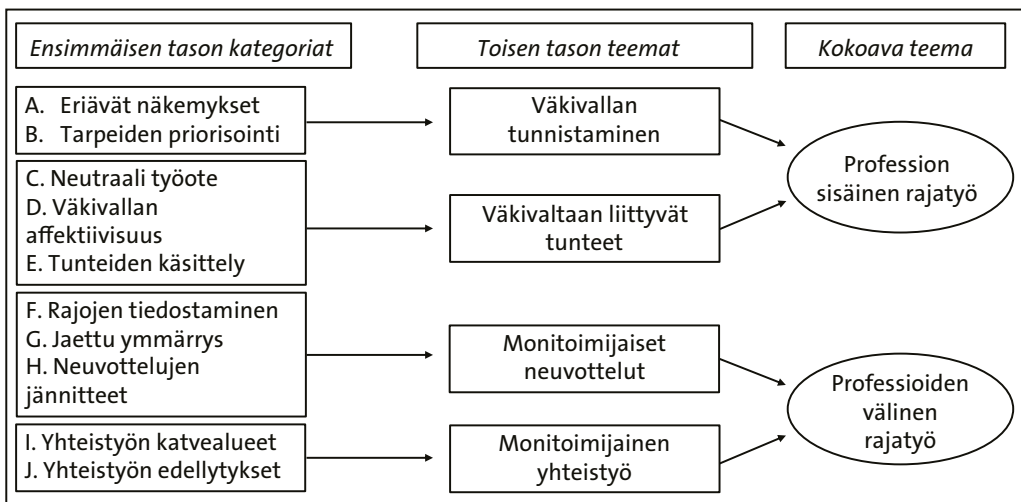 Ensimmäisen tason kategoriat
Toisen tason teemat
Kokoava teema
A. Eriävät näkemykset
B. Tarpeiden priorisointi
Väkivallan
tunnistaminen
C. Neutraali työote
D. Väkivallan
affektiivisuus
E. Tunteiden käsittely
Väkivaltaan liittyvät
tunteet
Profession
sisäinen rajatyö
F. Rajojen tiedostaminen
G. Jaettu ymmärrys
H. Neuvottelujen
jännitteet
Monitoimijaiset
neuvottelut
I. Yhteistyön katvealueet
J. Yhteistyön edellytykset
Monitoimijainen
yhteistyö
Professioiden
välinen
rajatyö